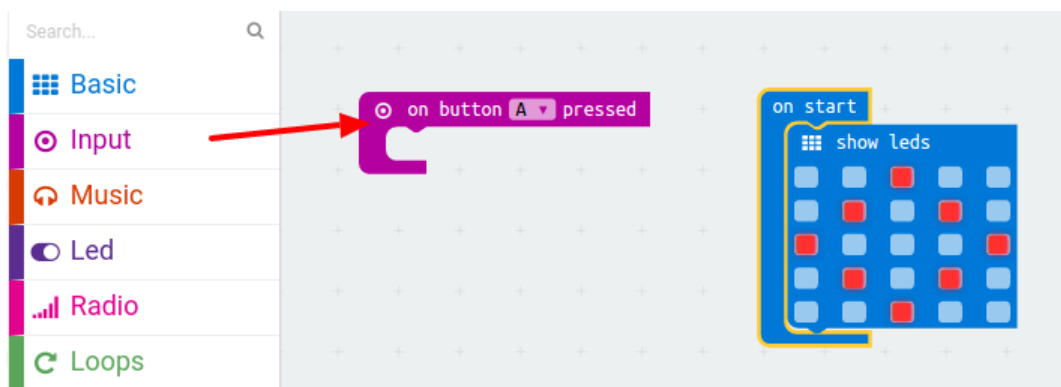 Search...
Basic
Input
Music
Led
Radio
Loops
on button A pressed
on start
show leds